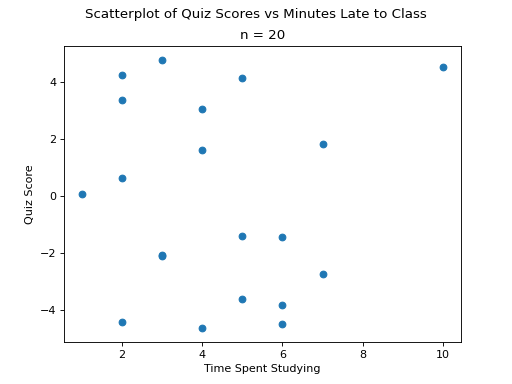 Scatterplot of Quiz Scores vs Minutes Late to Class
n = 20
4
2
0
−2
−4
Quiz Score
2 4 6 8 10
Time Spent Studying